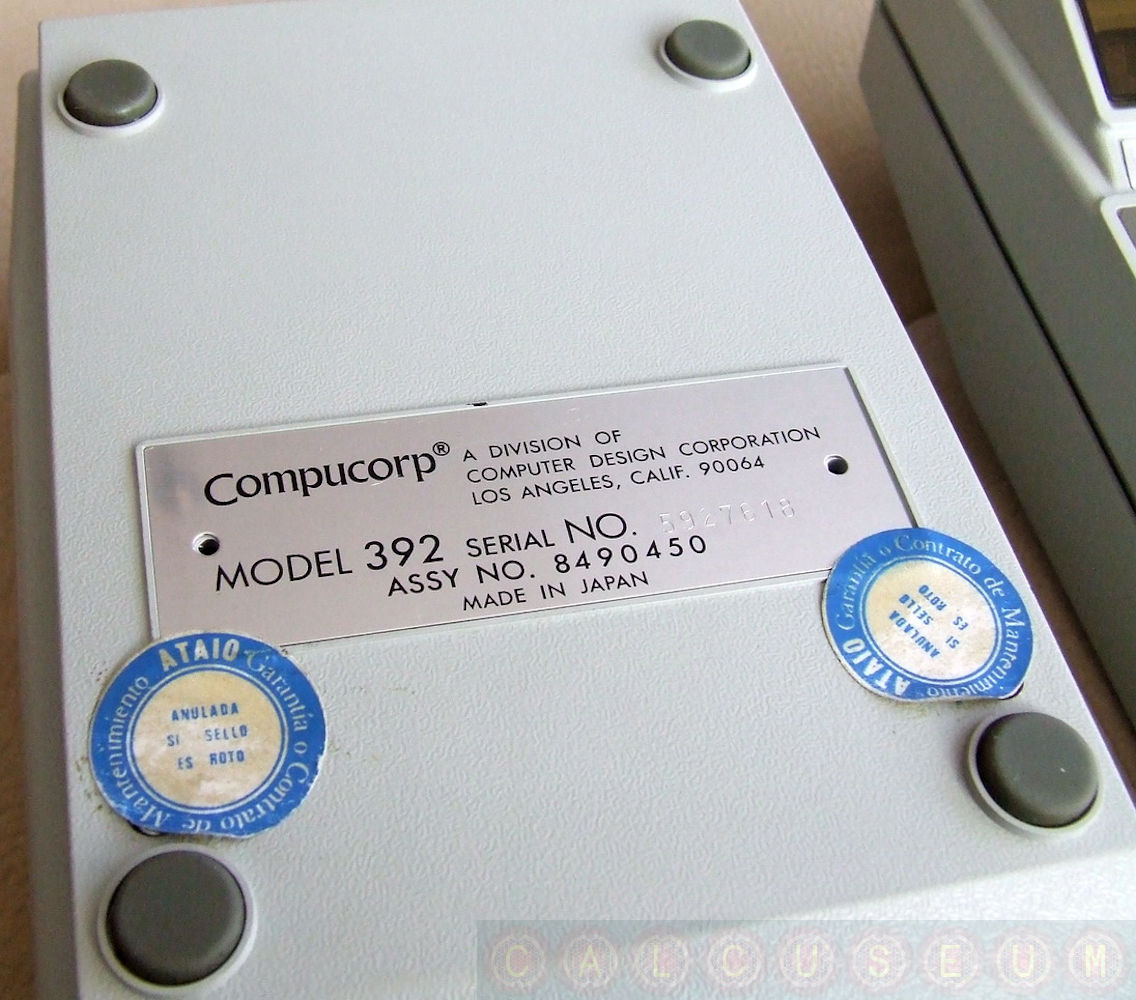 Compucorp® A DIVISION OF
COMPUTER DESIGN CORPORATION
LOS ANGELES, CALIF. 90064
MODEL 392 SERIAL NO. 5927618
ASSY NO. 8490450
MADE IN JAPAN
ATAIO Garantía o Contrato de Mantenimiento
ANULADA
SI SELLO
ES ROTO
ATAIO Garantía o Contrato de Mantenimiento
ANULADA
SI SELLO
ES ROTO
CALCUSEUM